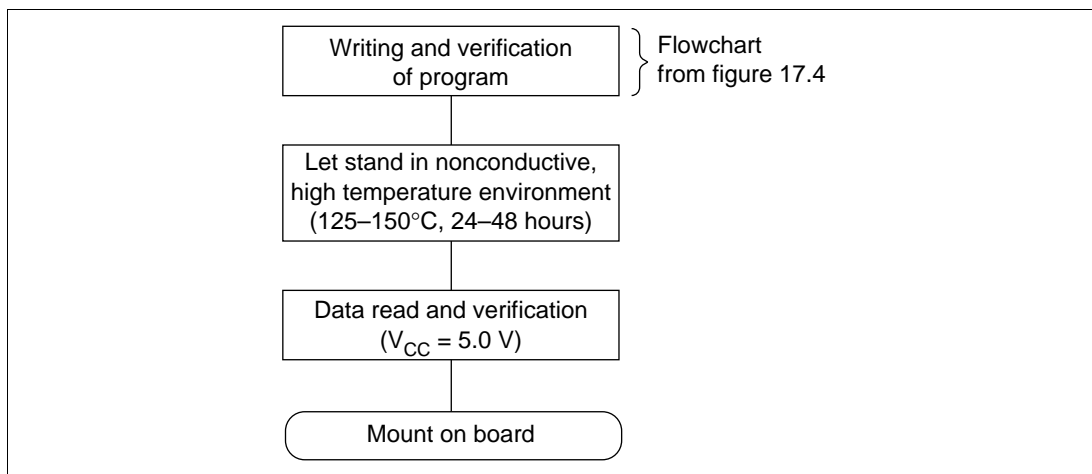 Writing and verification
of program
Flowchart
from figure 17.4
Let stand in nonconductive,
high temperature environment
(125–150°C, 24–48 hours)
Data read and verification
(VCC = 5.0 V)
Mount on board